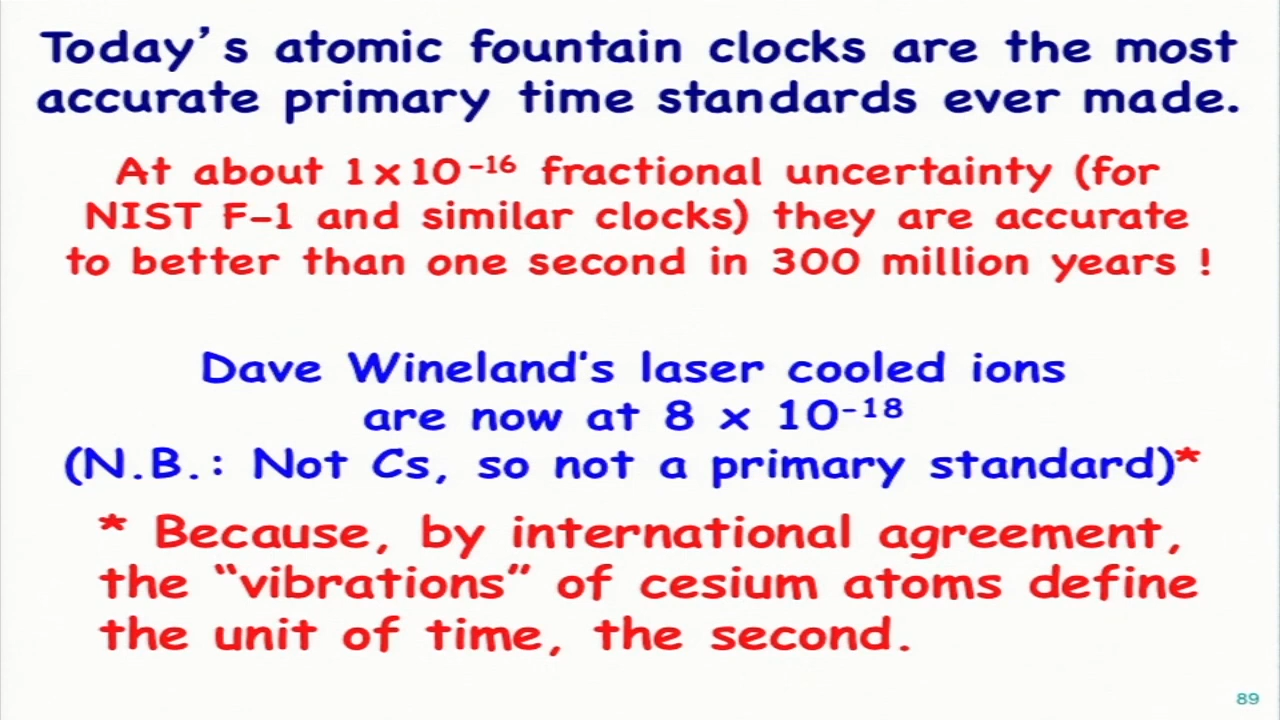 Today's atomic fountain clocks are the most
accurate primary time standards ever made.
At about 1x10⁻¹⁶ fractional uncertainty (for
NIST F-1 and similar clocks) they are accurate
to better than one second in 300 million years !
Dave Wineland's laser cooled ions
are now at 8 x 10⁻¹⁸
(N.B.: Not Cs, so not a primary standard)*
* Because, by international agreement,
the “vibrations” of cesium atoms define
the unit of time, the second.
89